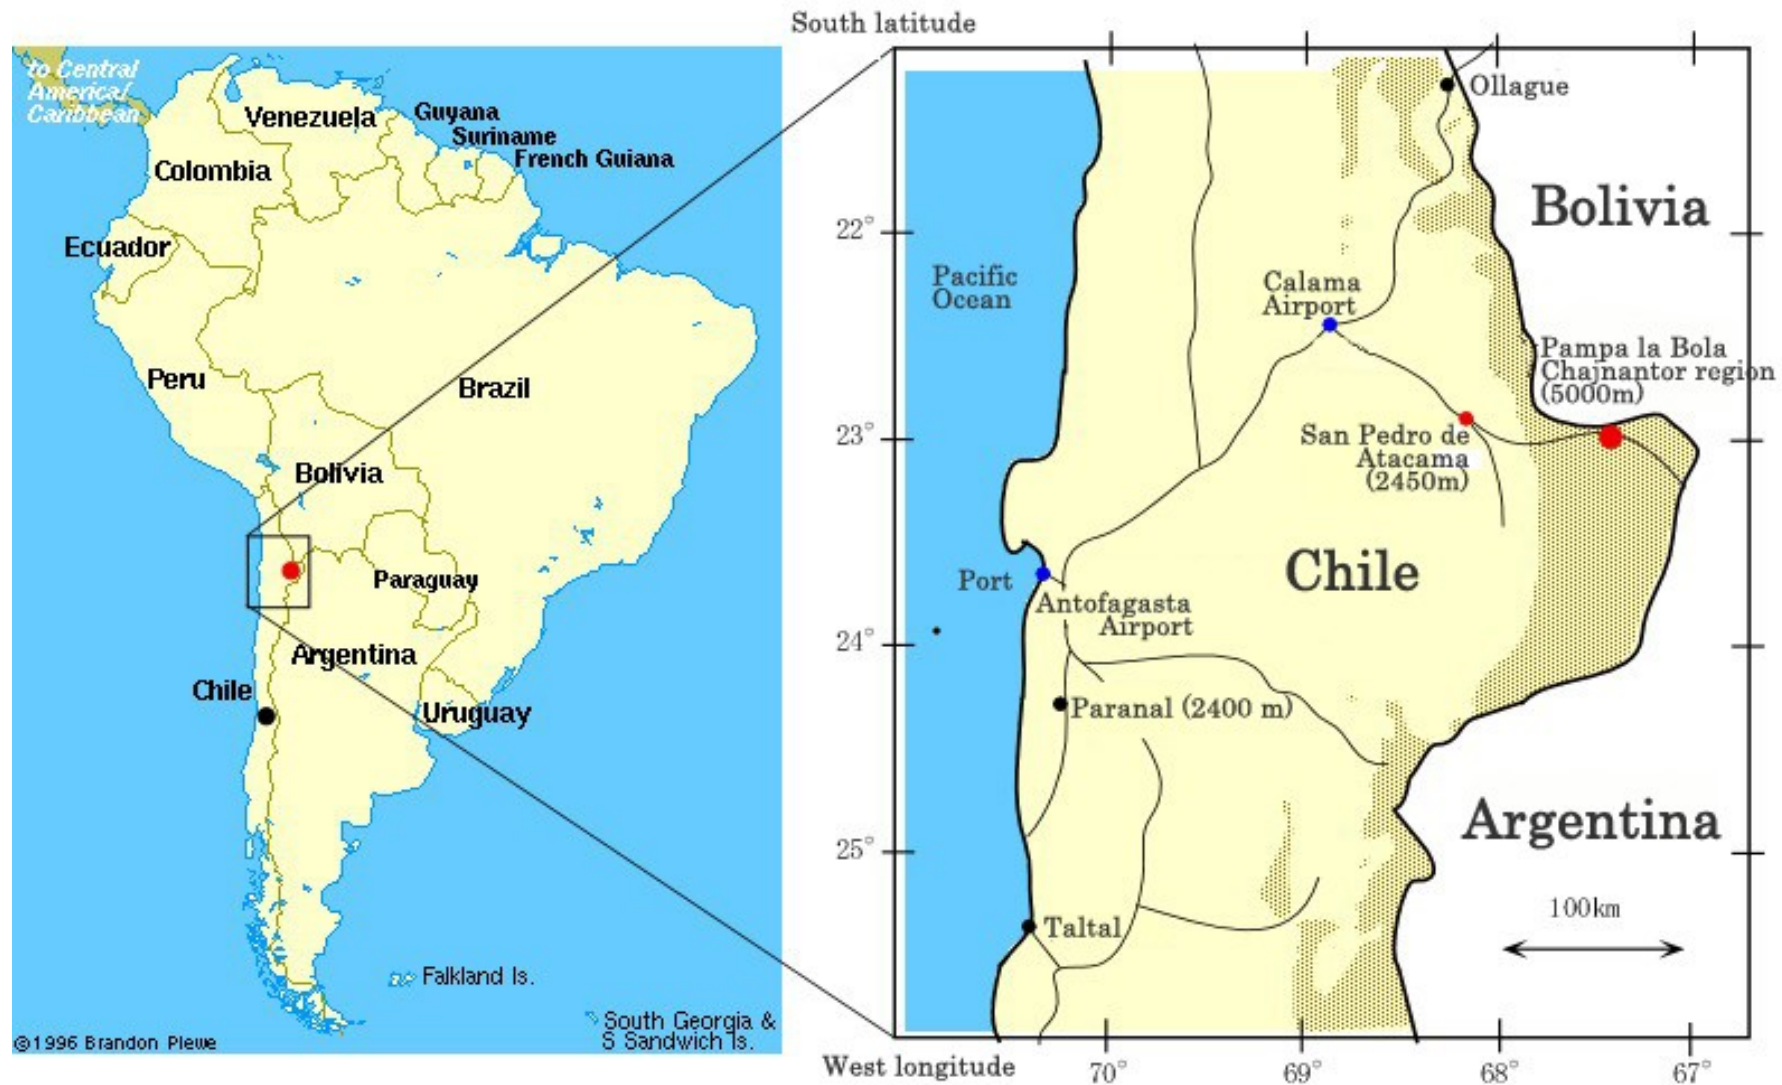 to Central
America/
Caribbean
Venezuela
Guyana
Suriname
French Guiana
Colombia
Ecuador
Peru
Brazil
Bolivia
Paraguay
Argentina
Chile
Uruguay
Falkland Is.
South Georgia &
S Sandwich Is.
©1996 Brandon Plewe
South latitude
22°
23°
24°
25°
West longitude
70°
69°
68°
67°
Pacific
Ocean
Ollague
Bolivia
Calama
Airport
Pampa la Bola
Chajnantor region
(5000m)
San Pedro de
Atacama
(2450m)
Chile
Port
Antofagasta
Airport
Paranal (2400 m)
Argentina
Taltal
100km